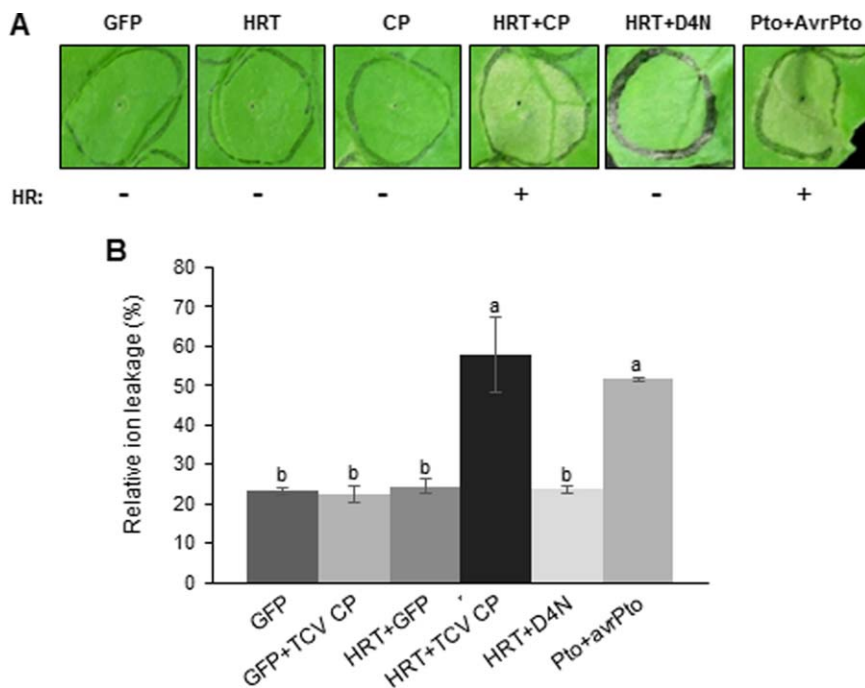 A
GFP HRT CP HRT+CP HRT+D4N Pto+AvrPto
HR: - - - + - +
B
Relative ion leakage (%)
80
70
60
50
40
30
20
10
0
b b b a b a
GFP
GFP+TCV CP
HRT+GFP
HRT+TCV CP
HRT+D4N
Pto+avrPto